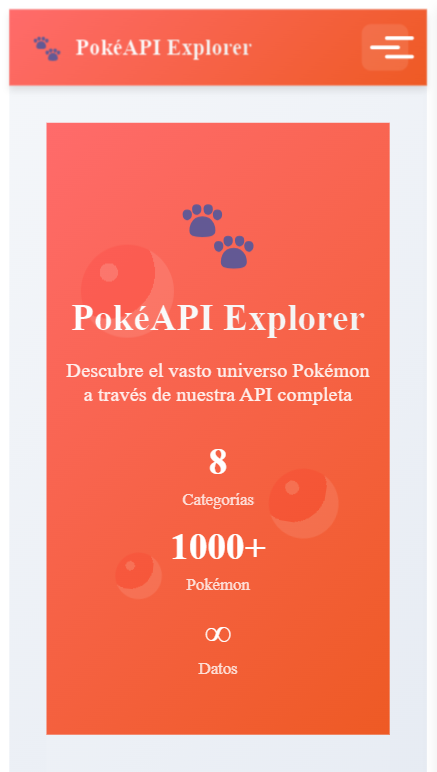 PokéAPI Explorer
PokéAPI Explorer
Descubre el vasto universo Pokémon
a través de nuestra API completa
8
Categorías
1000+
Pokémon
∞
Datos